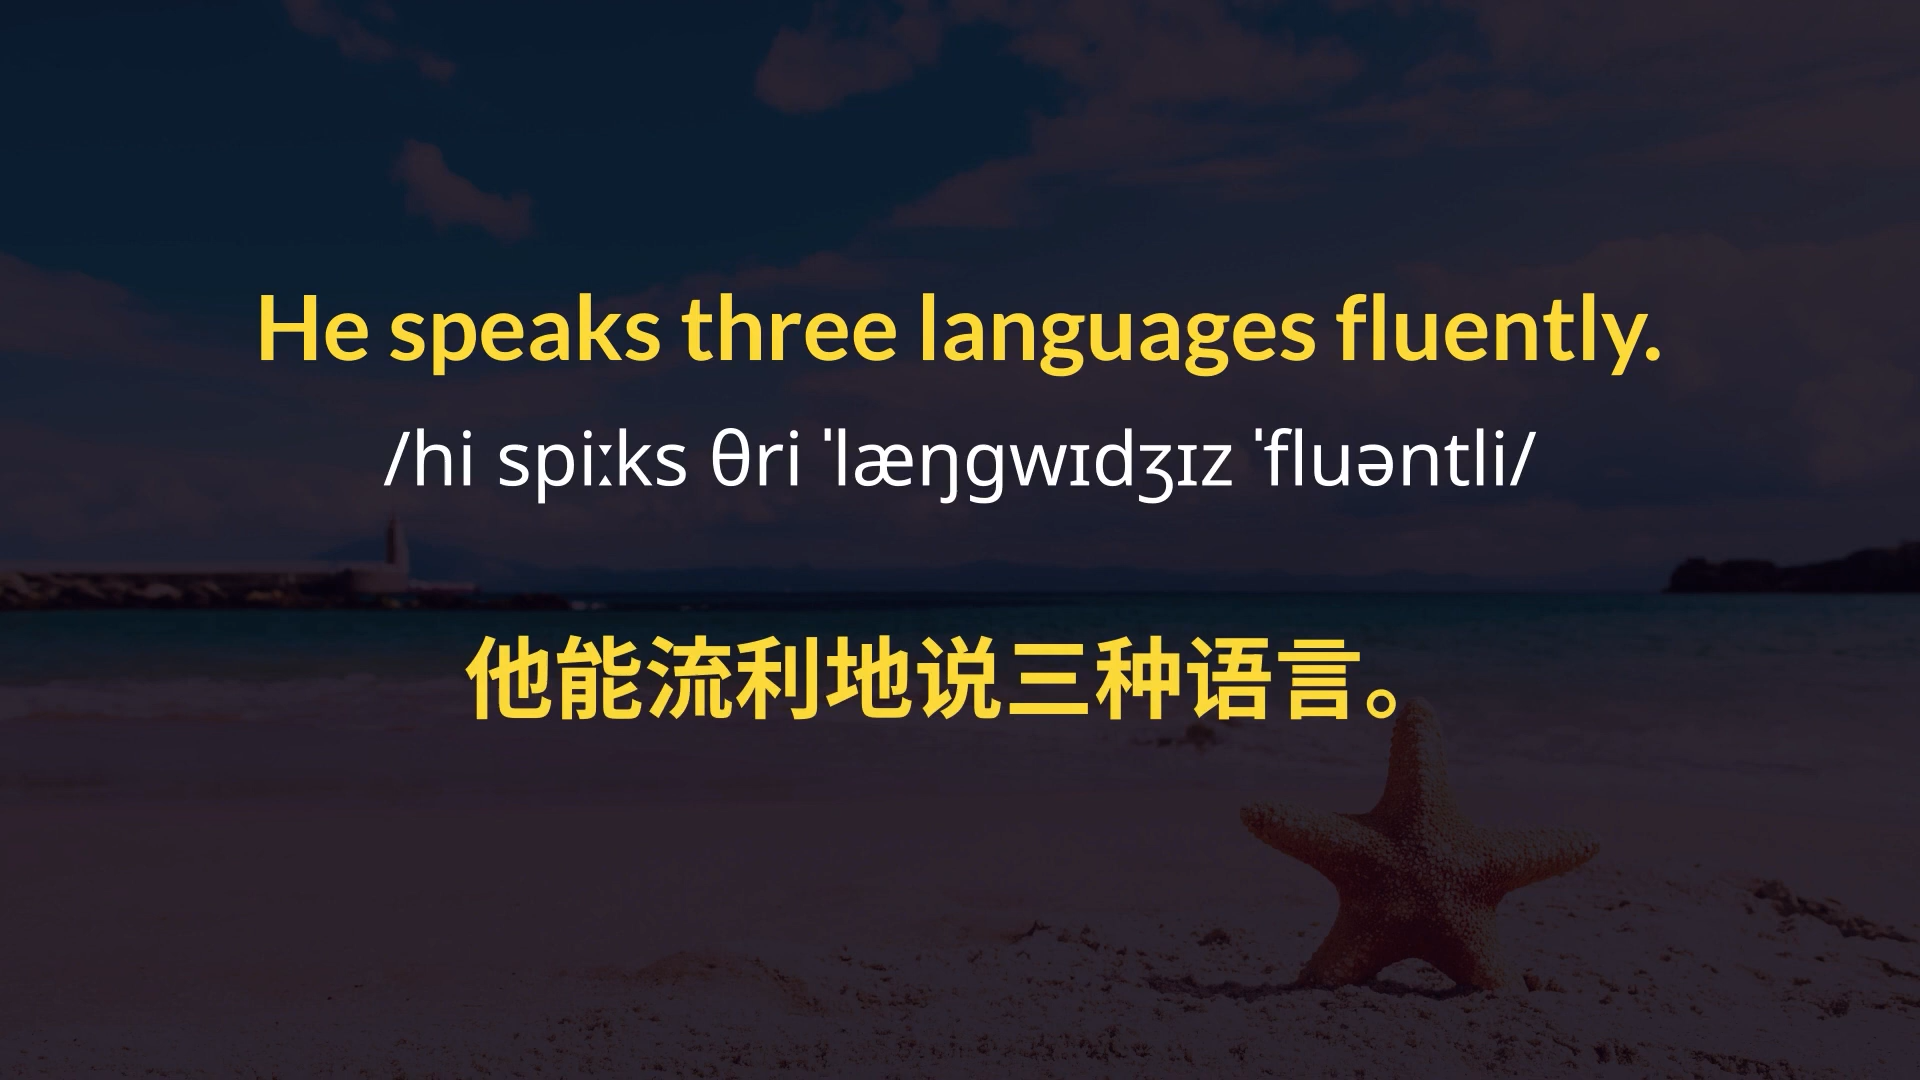 He speaks three languages fluently.
/hi spiːks θri ˈlæŋɡwɪdʒɪz ˈfluəntli/
他能流利地说三种语言。